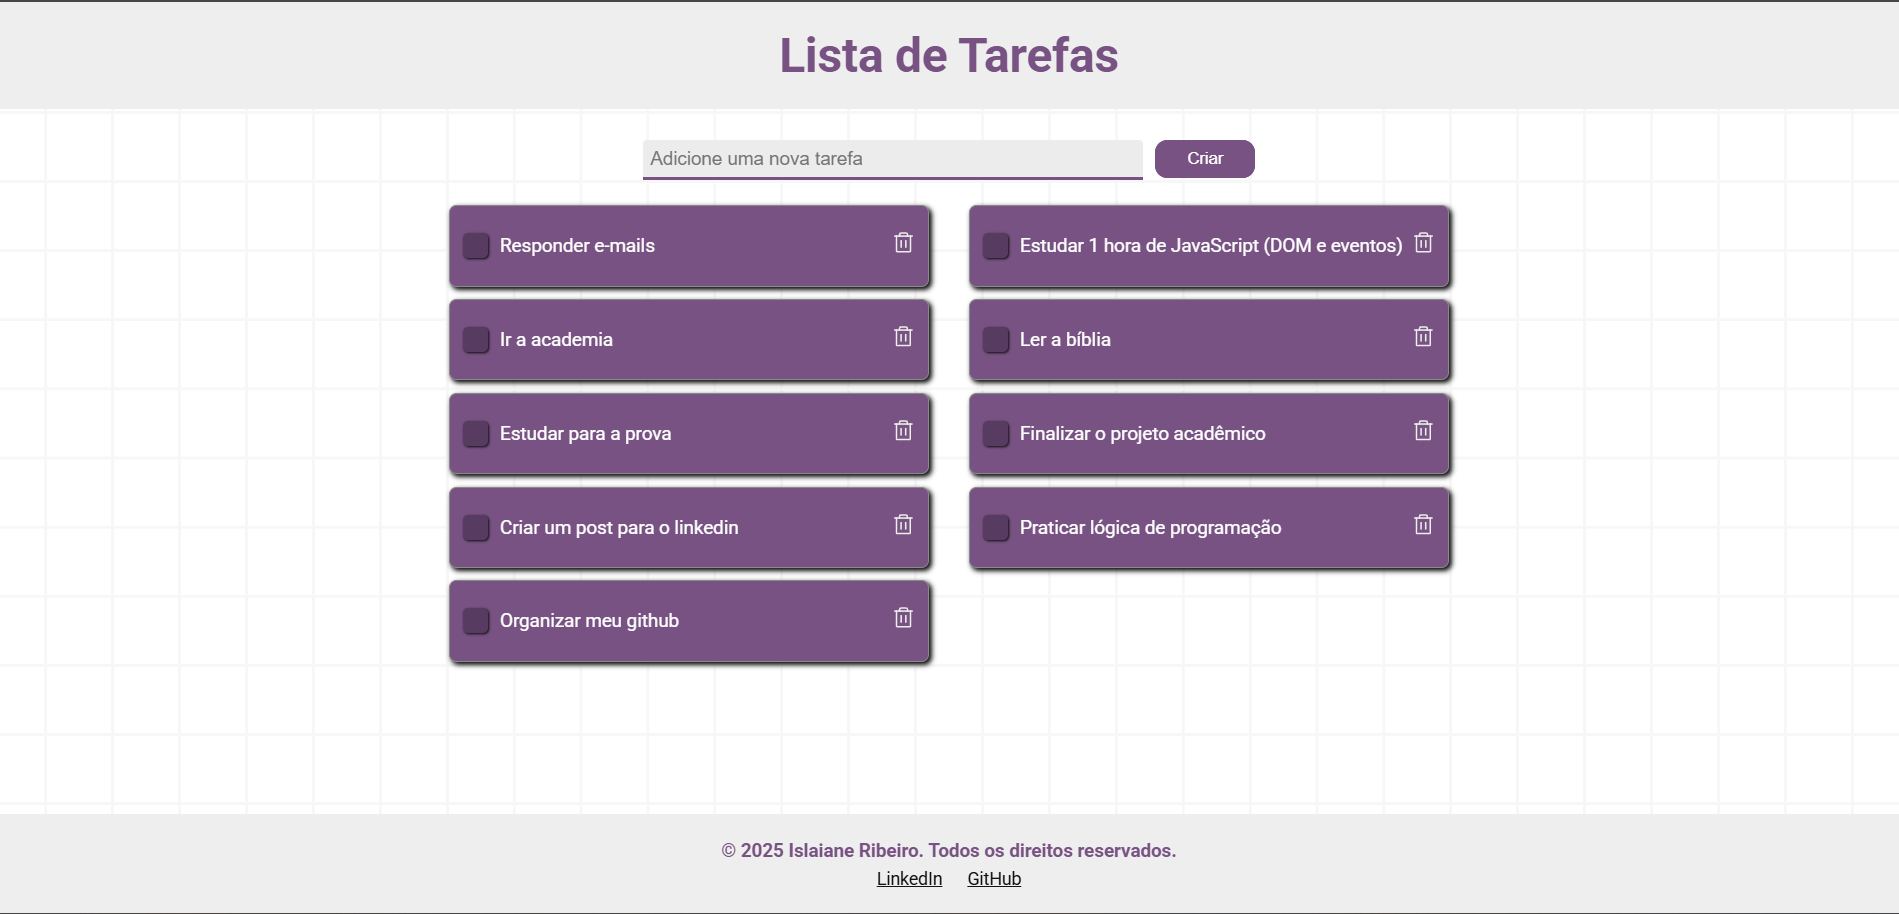 Lista de Tarefas
Adicione uma nova tarefa
Criar
Responder e-mails
Estudar 1 hora de JavaScript (DOM e eventos)
Ir a academia
Ler a bíblia
Estudar para a prova
Finalizar o projeto acadêmico
Criar um post para o linkedin
Praticar lógica de programação
Organizar meu github
© 2025 Islaiane Ribeiro. Todos os direitos reservados.
LinkedIn GitHub